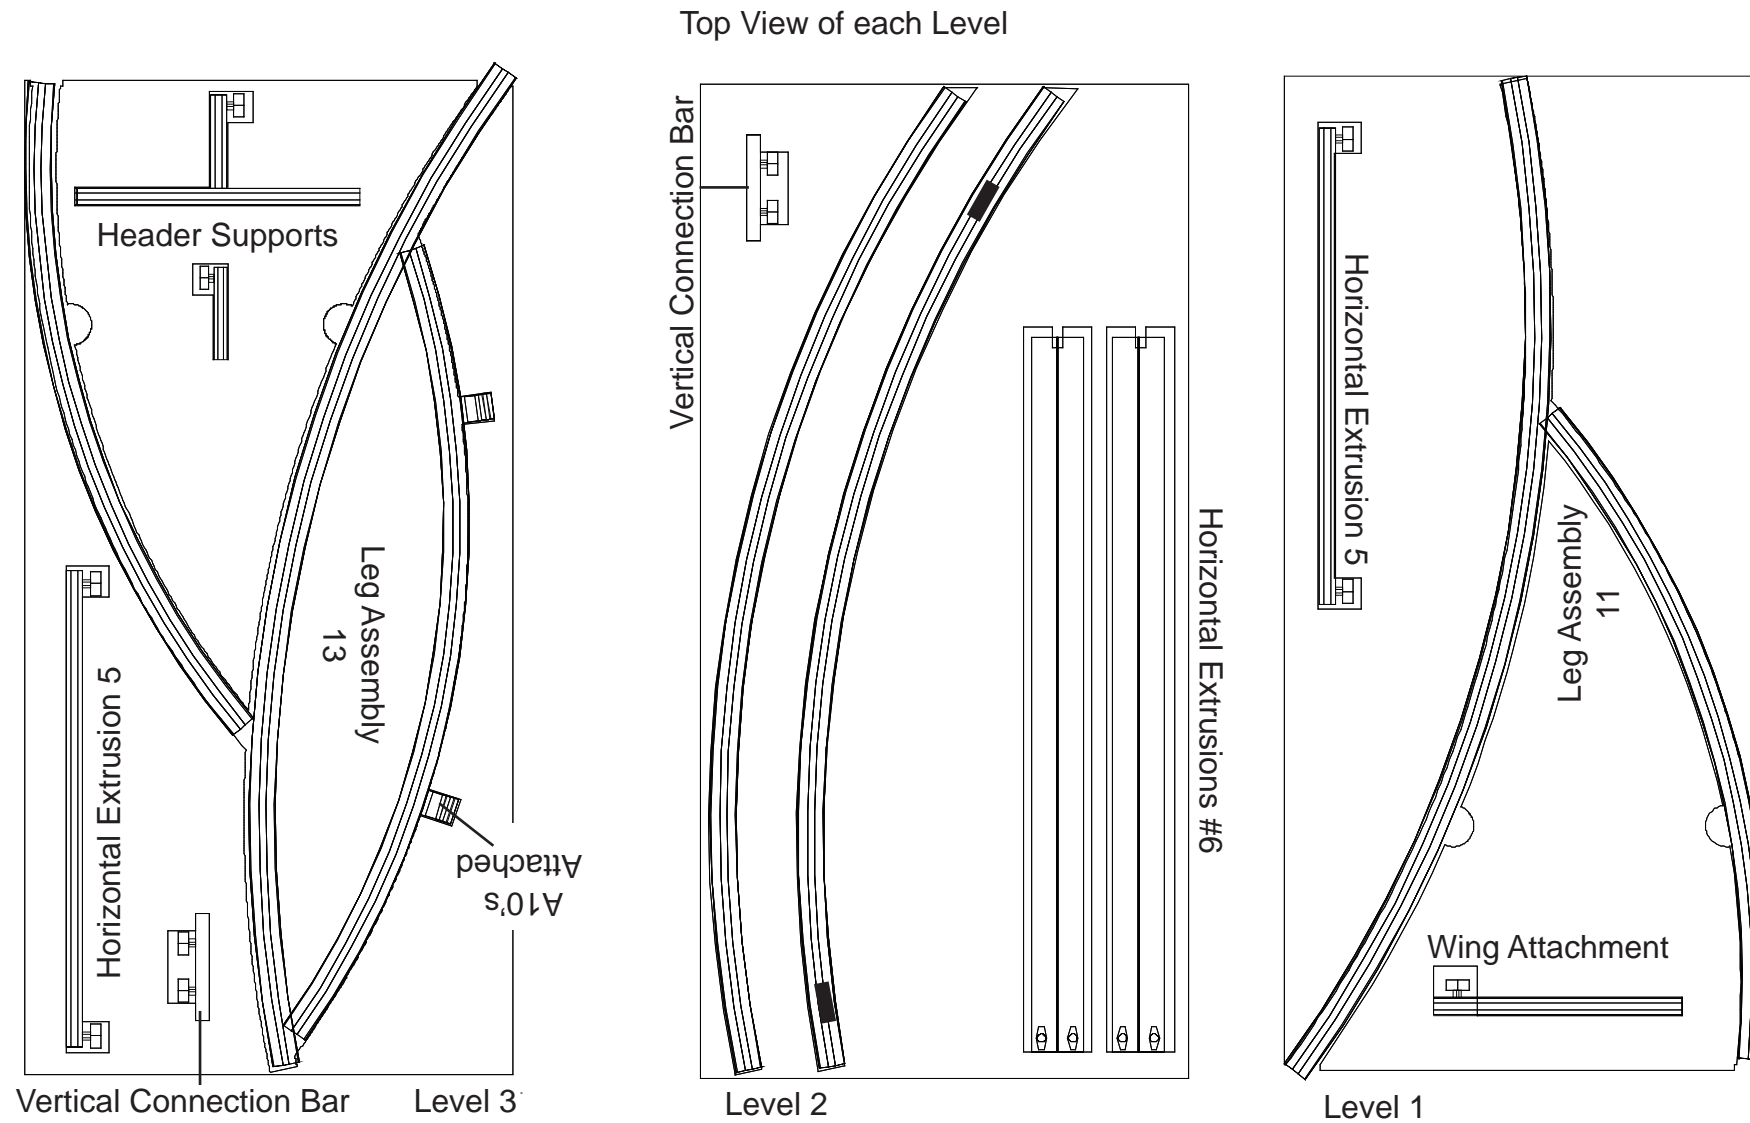 Top View of each Level
Header Supports
Leg Assembly
13
Horizontal Extrusion 5
A10's
Attached
Vertical Connection Bar
Level 3
Vertical Connection Bar
Horizontal Extrusions #6
Level 2
Horizontal Extrusion 5
Leg Assembly
11
Wing Attachment
Level 1